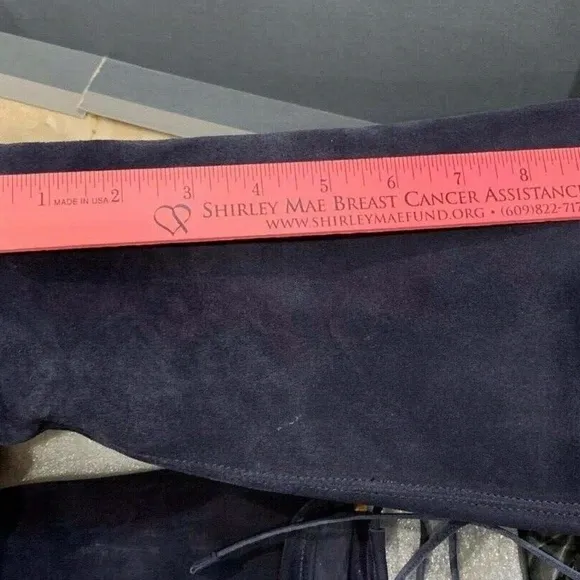 1 MADE IN USA 2 3 4 5 6 7 8
SHIRLEY MAE BREAST CANCER ASSISTANC
WWW.SHIRLEYMAEFUND.ORG • (609)822-717